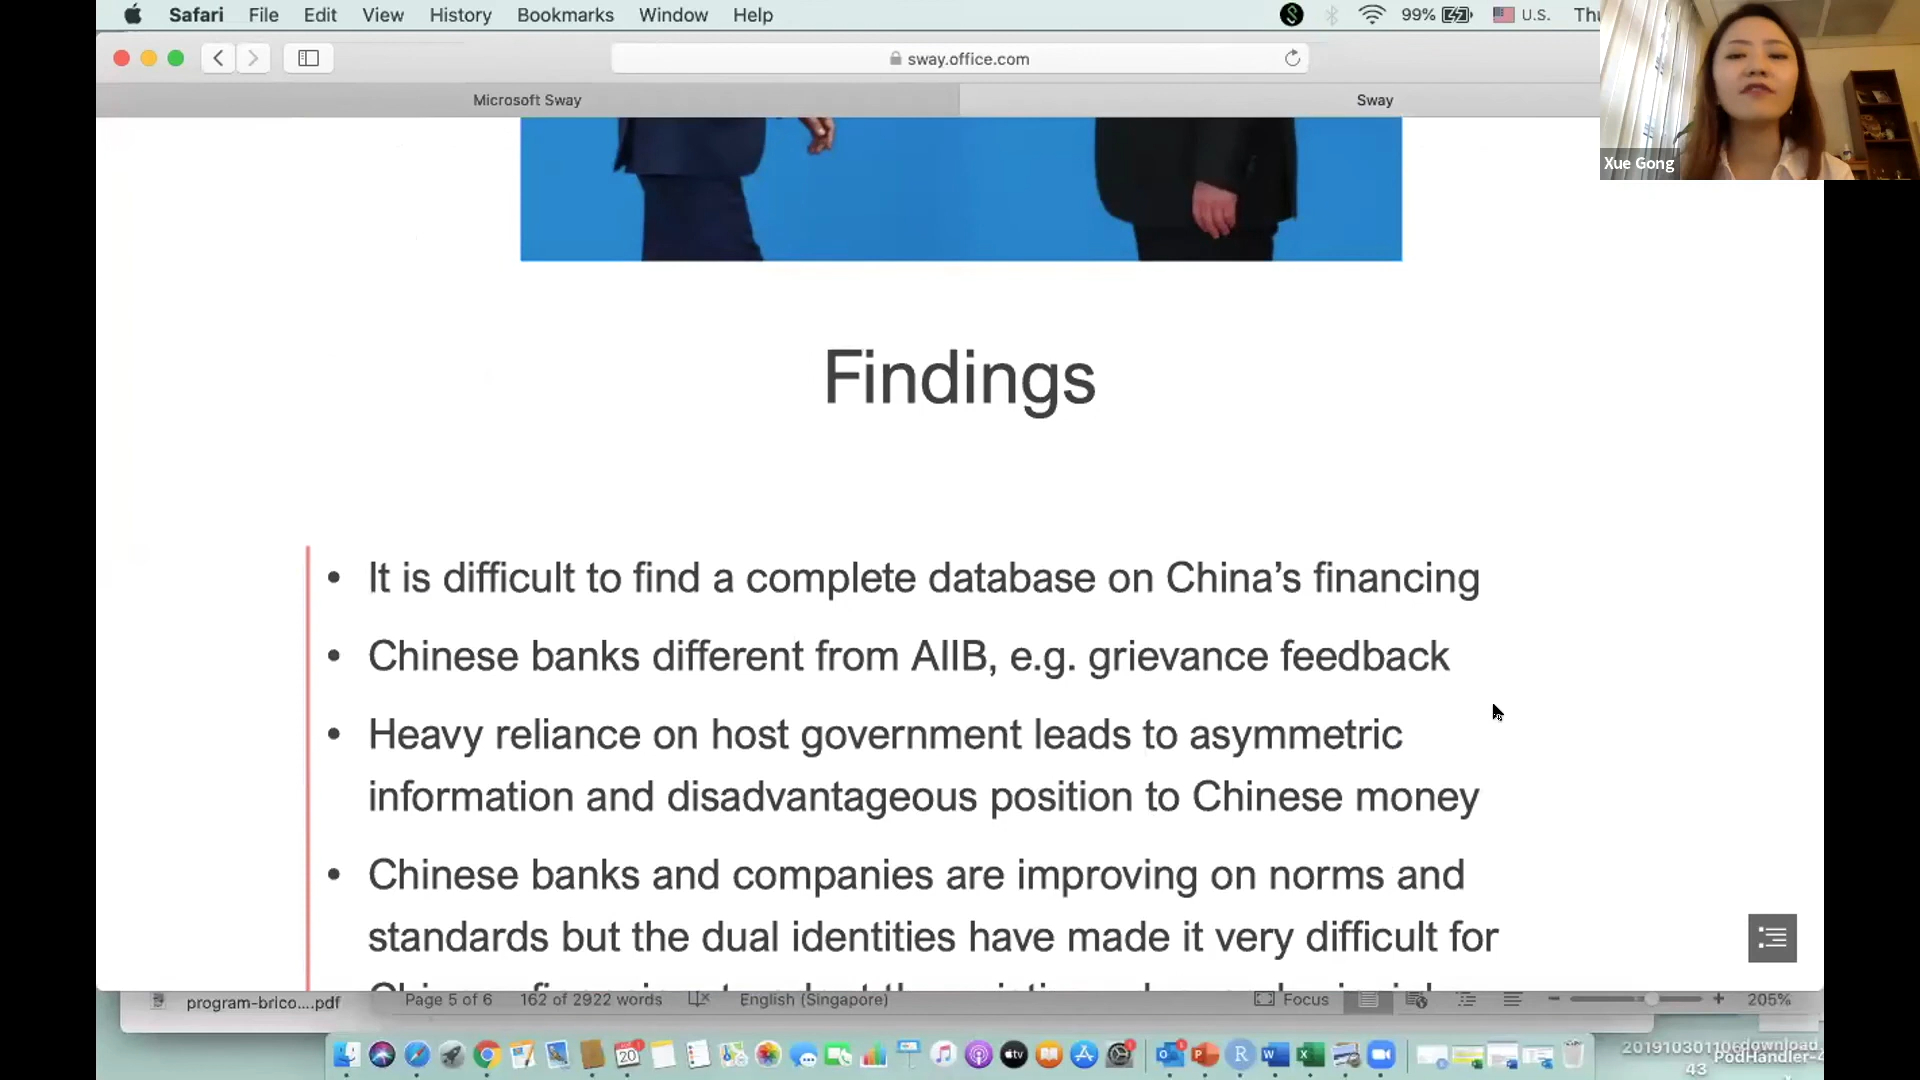 Safari File Edit View History Bookmarks Window Help 99% U.S. Thu
sway.office.com
Microsoft Sway Sway
Xue Gong
Findings
• It is difficult to find a complete database on China's financing
• Chinese banks different from AIIB, e.g. grievance feedback
• Heavy reliance on host government leads to asymmetric
information and disadvantageous position to Chinese money
• Chinese banks and companies are improving on norms and
standards but the dual identities have made it very difficult for
program-brico....pdf Page 5 of 6 162 of 2922 words English (Singapore) Focus 205%
20
tv